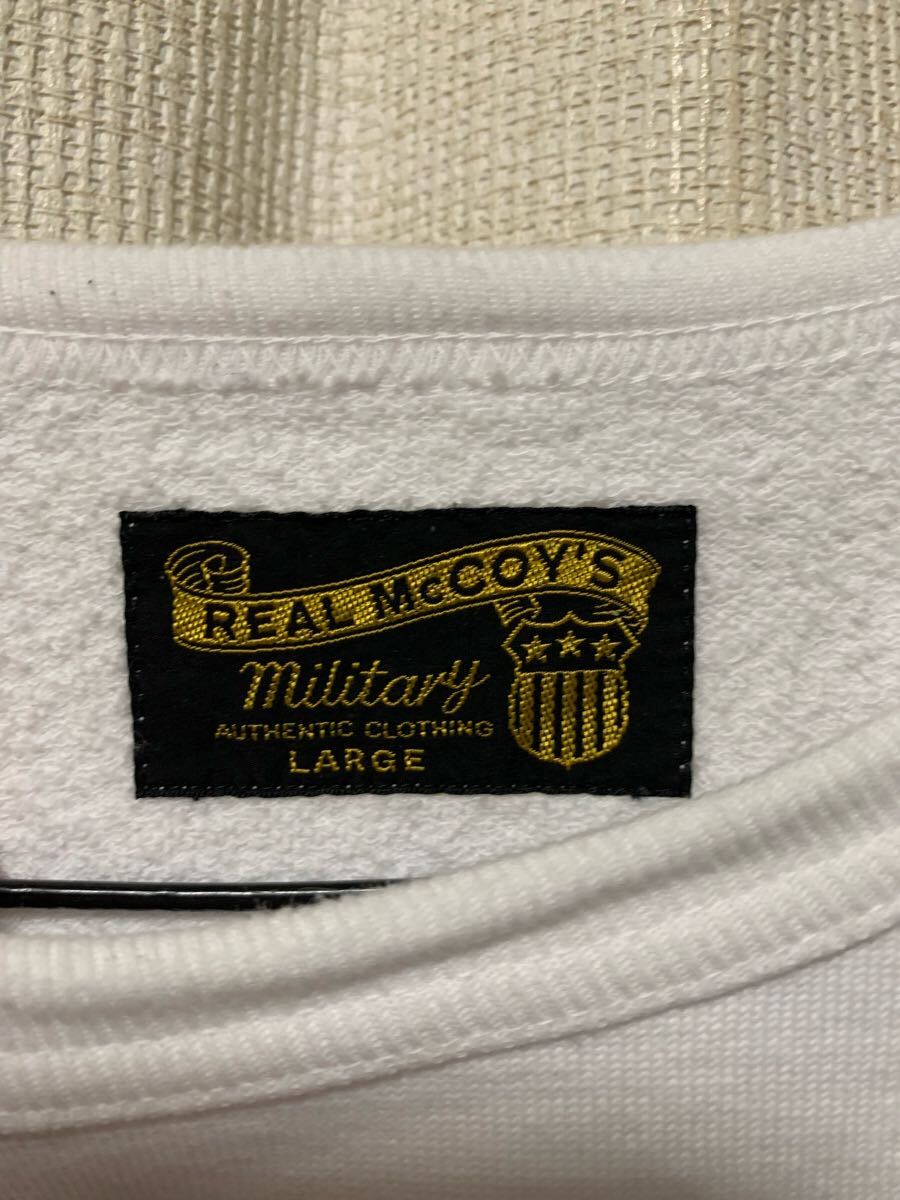 REAL McCOY'S
Military
AUTHENTIC CLOTHING
LARGE